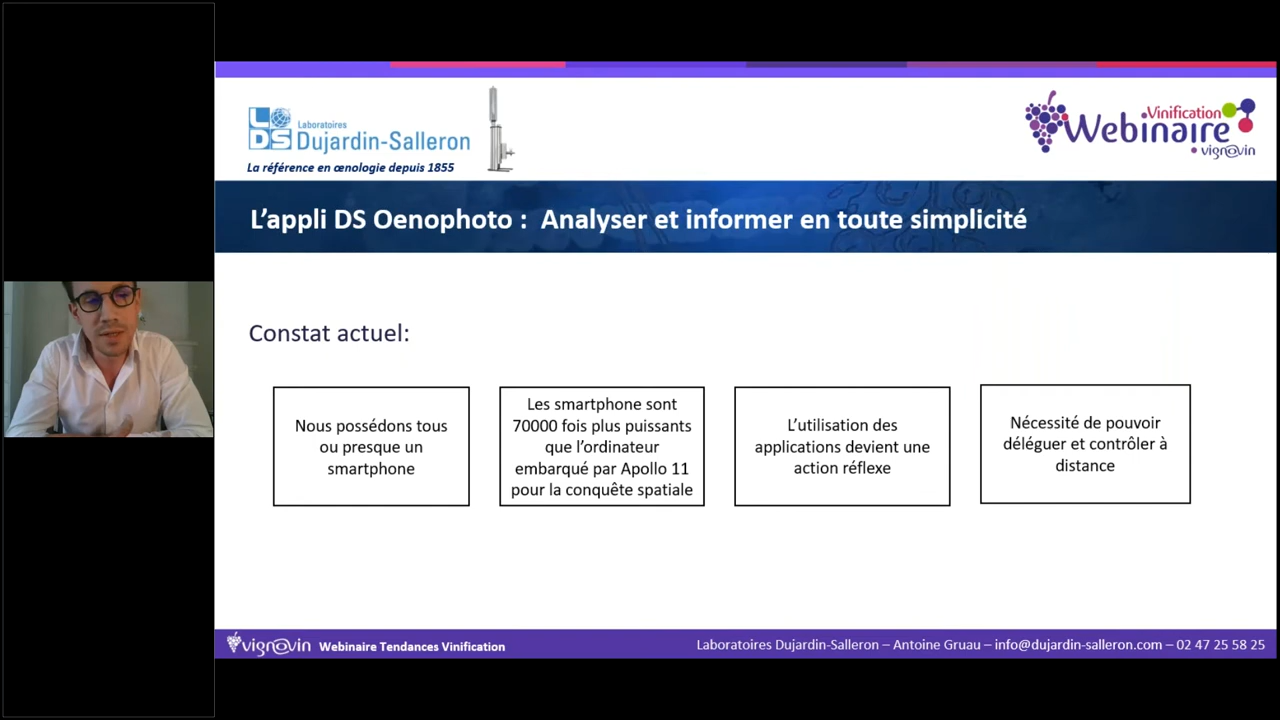 LDS
Laboratoires
Dujardin-Salleron
La référence en œnologie depuis 1855
Vinification
Webinaire
vign@vin
L'appli DS Oenophoto : Analyser et informer en toute simplicité
Constat actuel:
Nous possédons tous
ou presque un
smartphone
Les smartphone sont
70000 fois plus puissants
que l'ordinateur
embarqué par Apollo 11
pour la conquête spatiale
L'utilisation des
applications devient une
action réflexe
Nécessité de pouvoir
déléguer et contrôler à
distance
vign@vin Webinaire Tendances Vinification
Laboratoires Dujardin-Salleron – Antoine Gruau – info@dujardin-salleron.com – 02 47 25 58 25